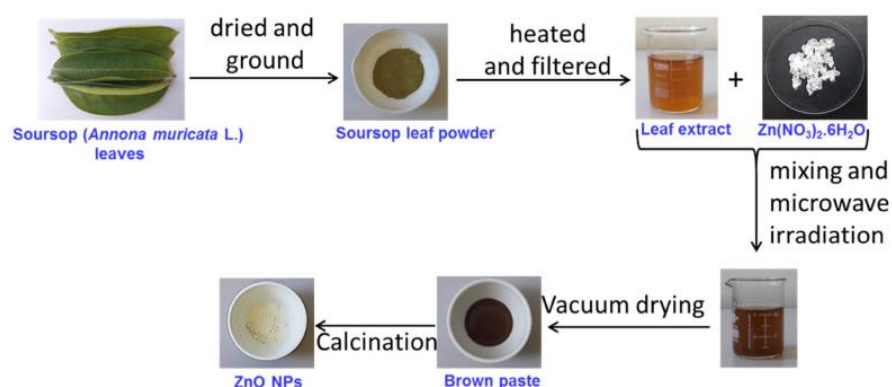 dried and
ground
heated
and filtered
+
Soursop (Annona muricata L.)
leaves
Soursop leaf powder
Leaf extract
Zn(NO3)2.6H2O
mixing and
microwave
irradiation
Vacuum drying
Calcination
Brown paste
ZnO NPs